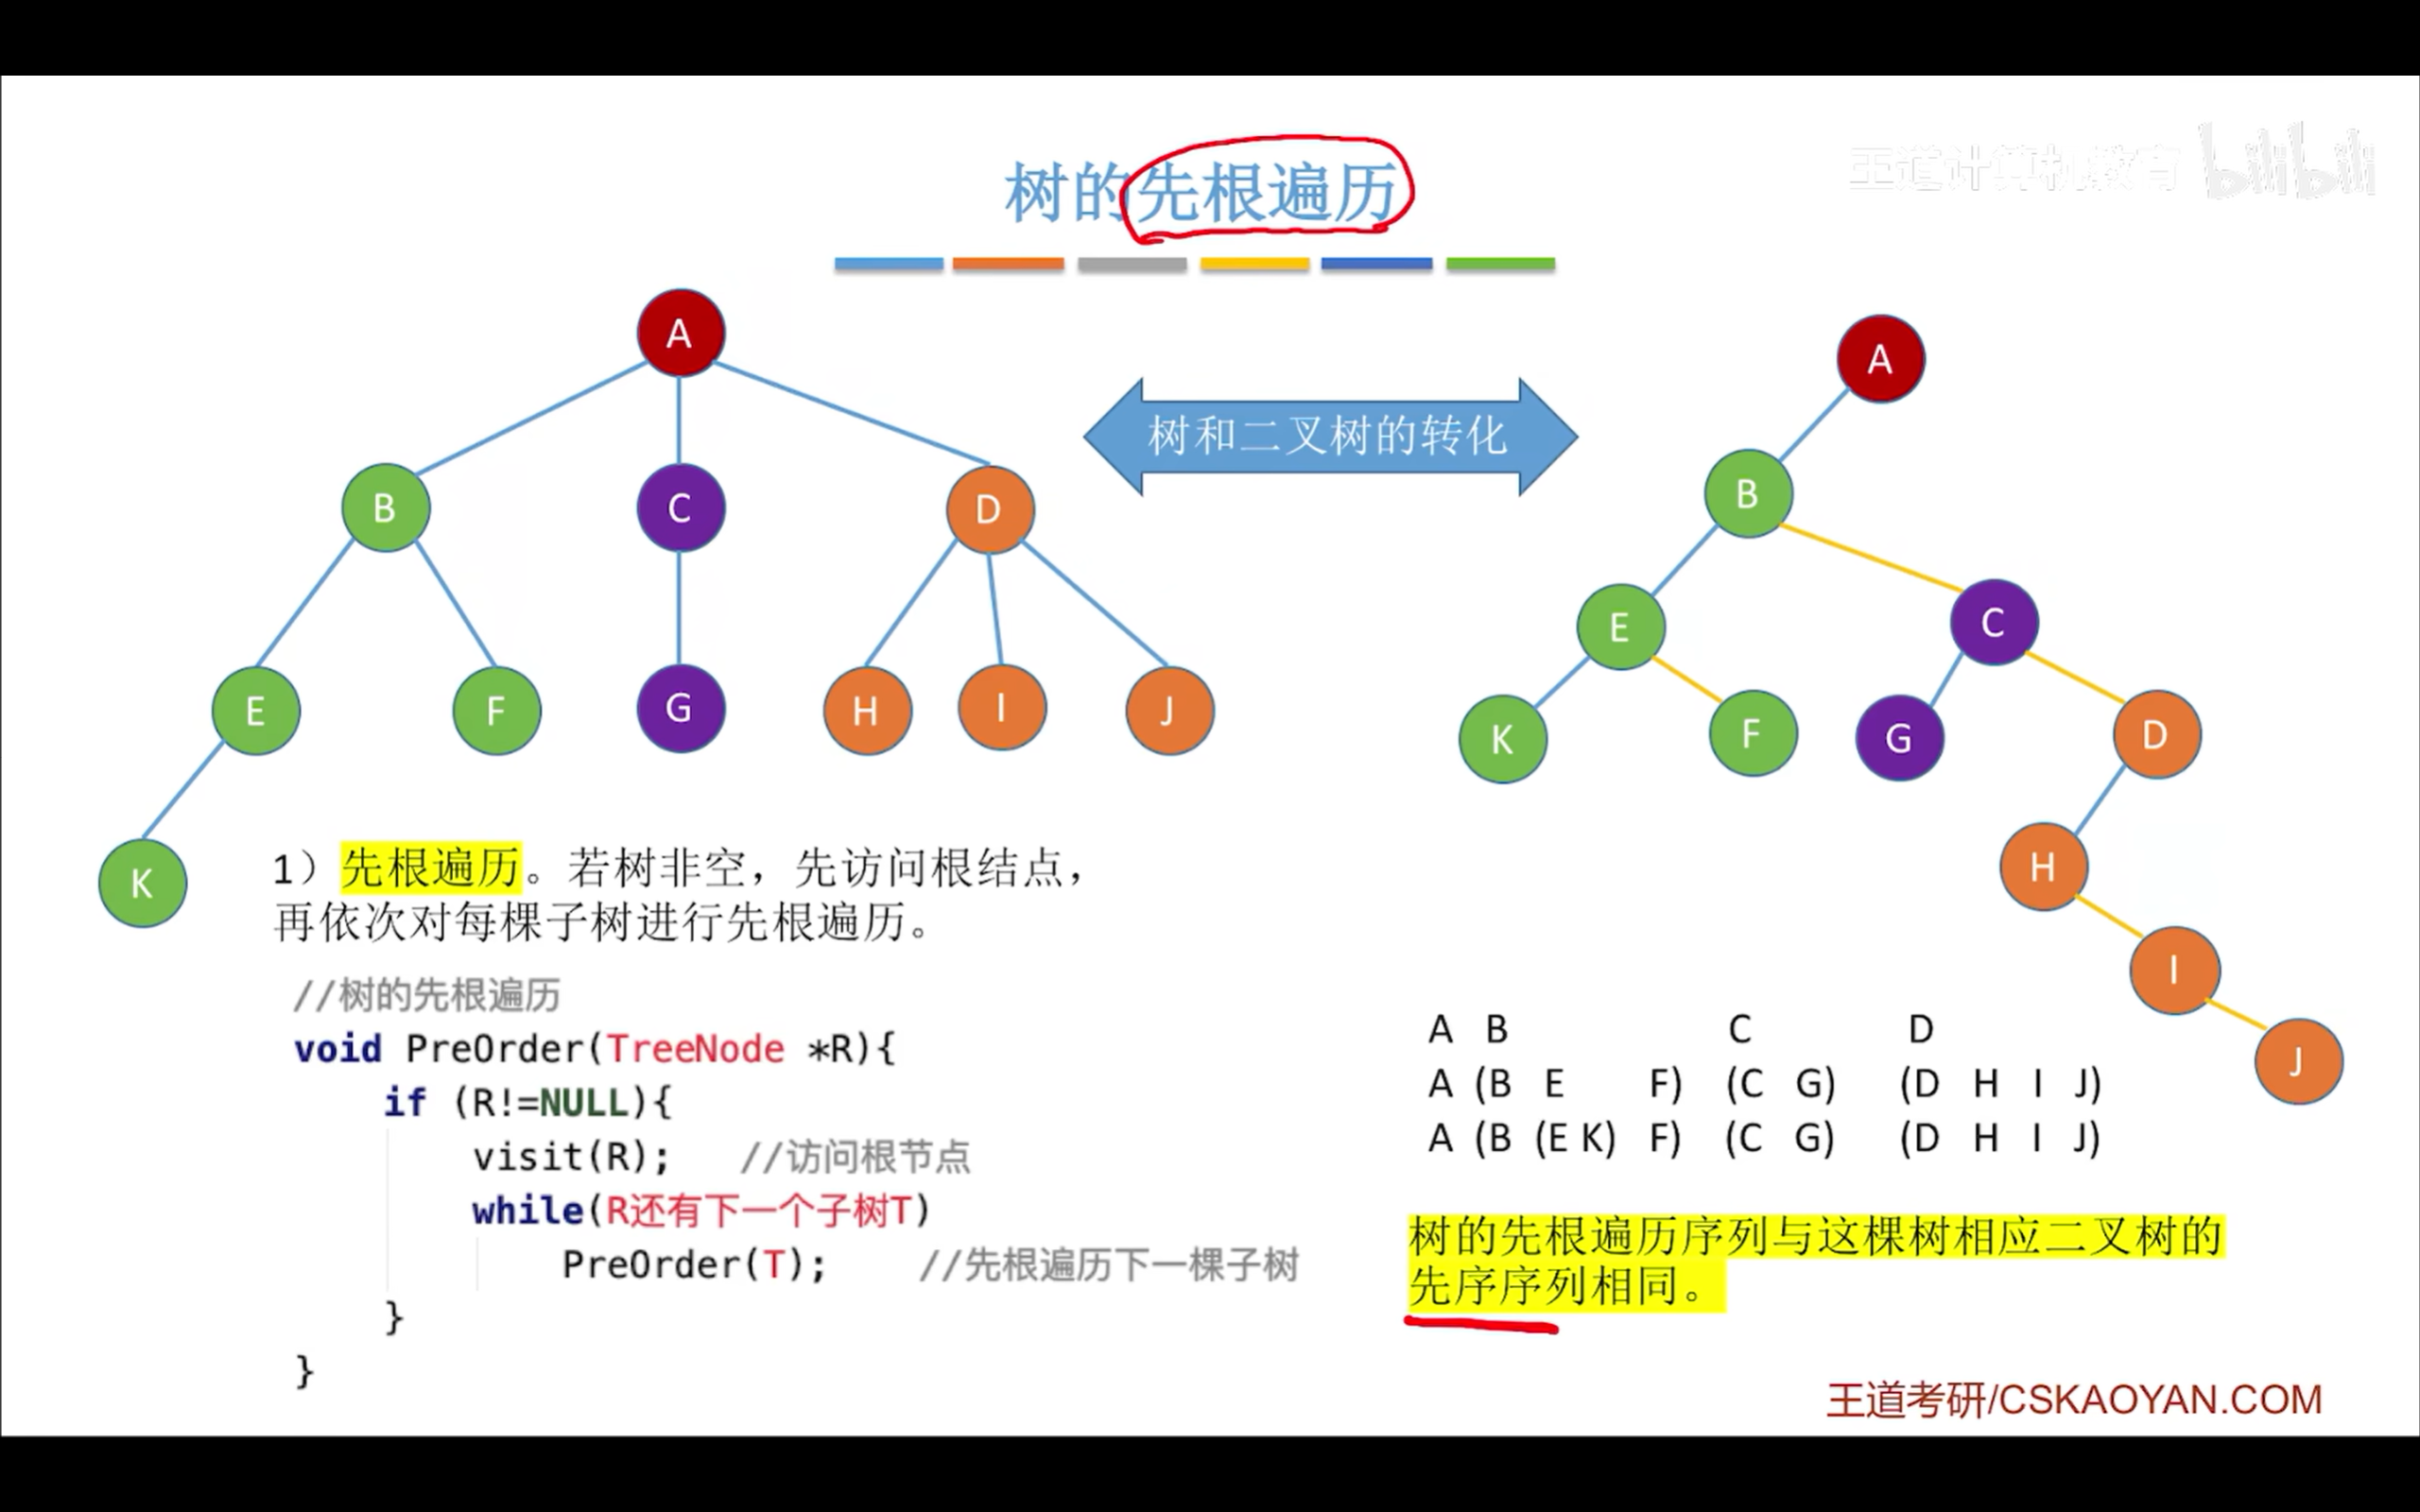 树的先根遍历
王道计算机教育 bilibili
A
B C D
E F G H I J
K
树和二叉树的转化
A
B
E C
K F G D
H
I
J
1）先根遍历。若树非空，先访问根结点，
再依次对每棵子树进行先根遍历。
//树的先根遍历
void PreOrder(TreeNode *R){
if (R!=NULL){
visit(R); //访问根节点
while(R还有下一个子树T)
PreOrder(T); //先根遍历下一棵子树
}
}
A B C D
A (B E F) (C G) (D H I J)
A (B (E K) F) (C G) (D H I J)
树的先根遍历序列与这棵树相应二叉树的
先序序列相同。
王道考研/CSKAOYAN.COM